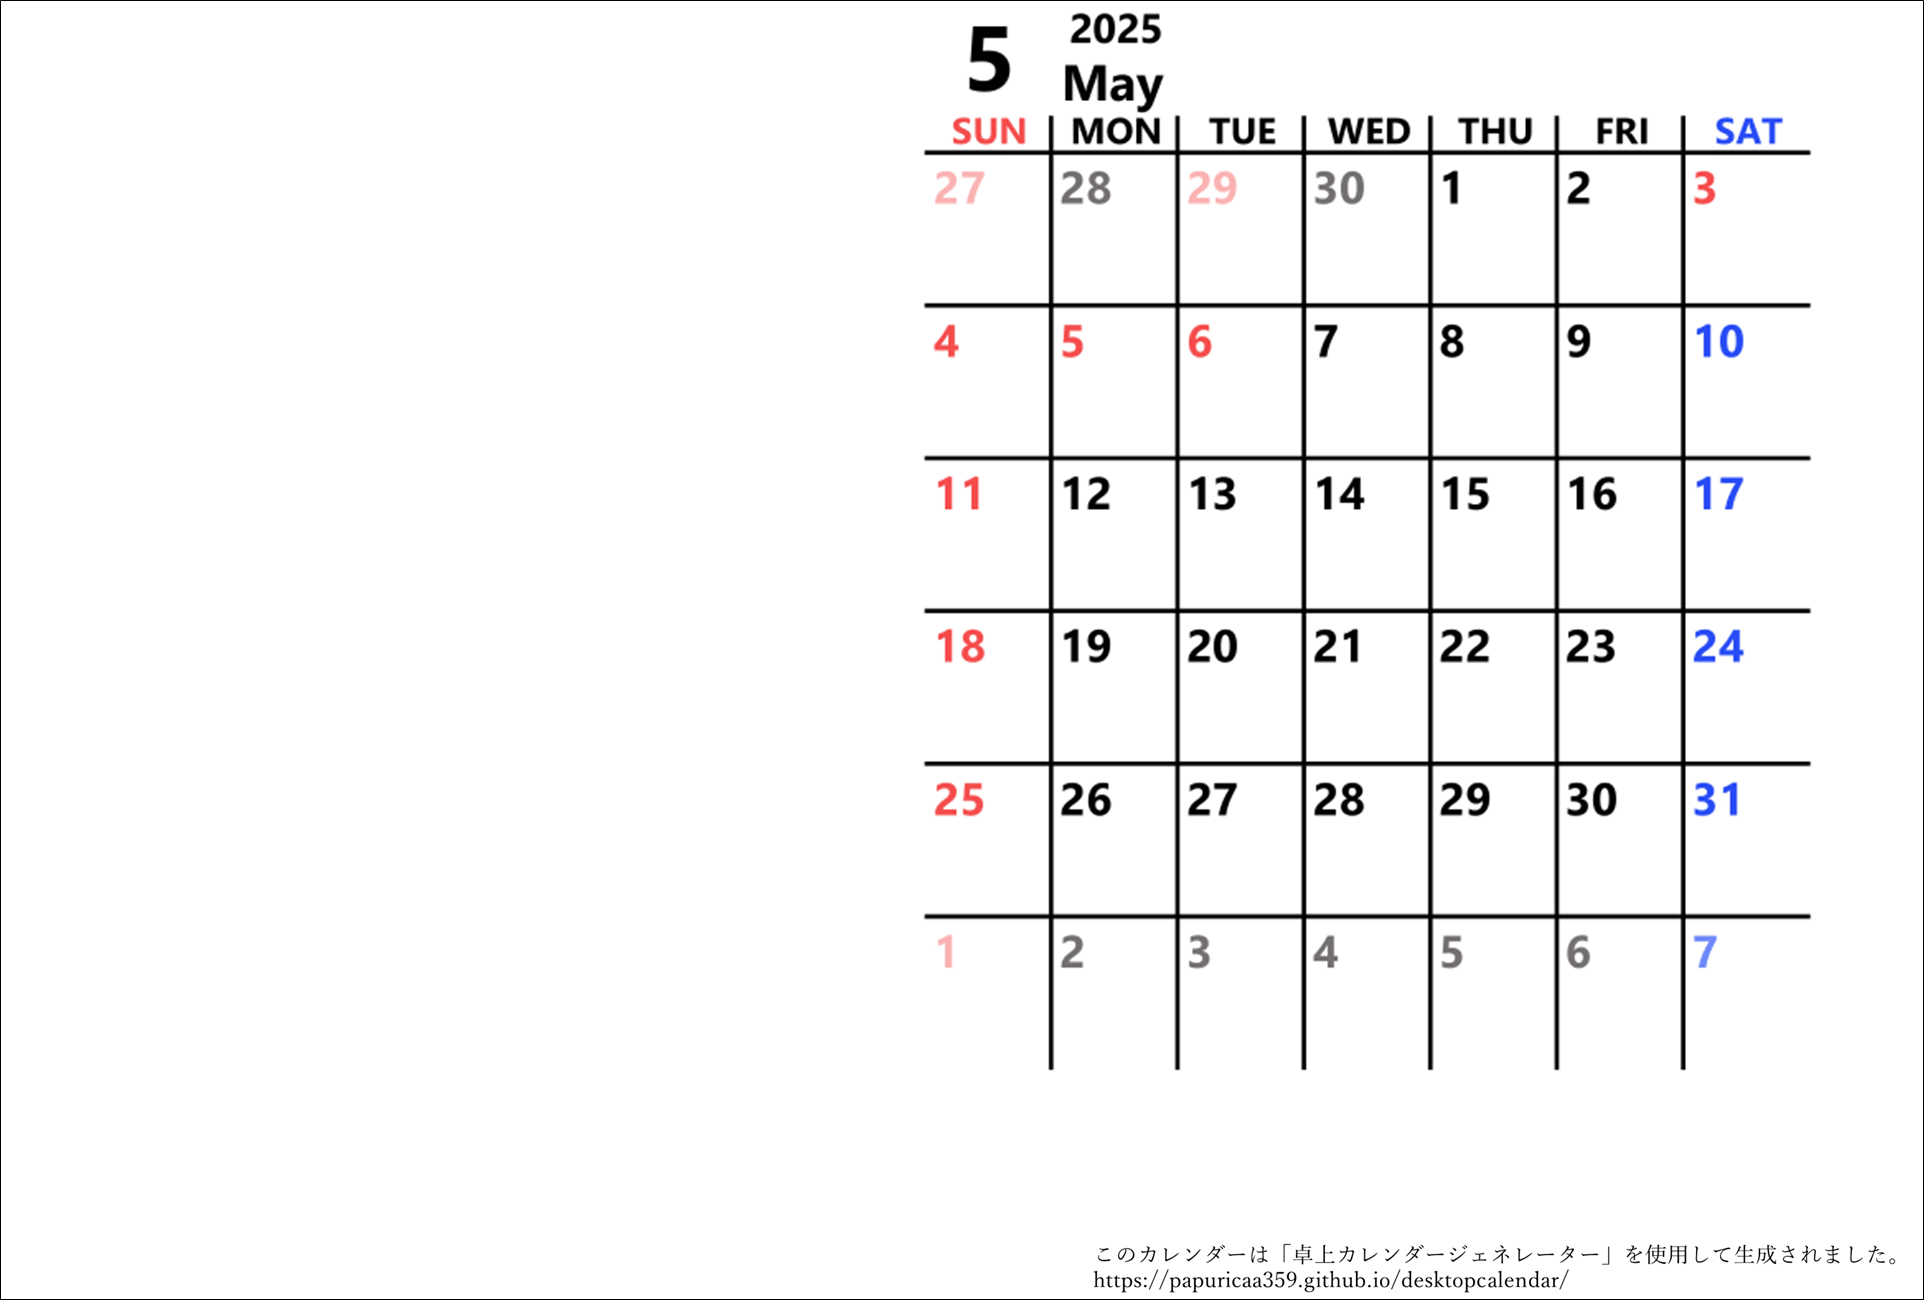 5
2025
May
SUN MON TUE WED THU FRI SAT
27 28 29 30 1 2 3
4 5 6 7 8 9 10
11 12 13 14 15 16 17
18 19 20 21 22 23 24
25 26 27 28 29 30 31
1 2 3 4 5 6 7
このカレンダーは「卓上カレンダージェネレーター」を使用して生成されました。
https://papuricaa359.github.io/desktopcalendar/